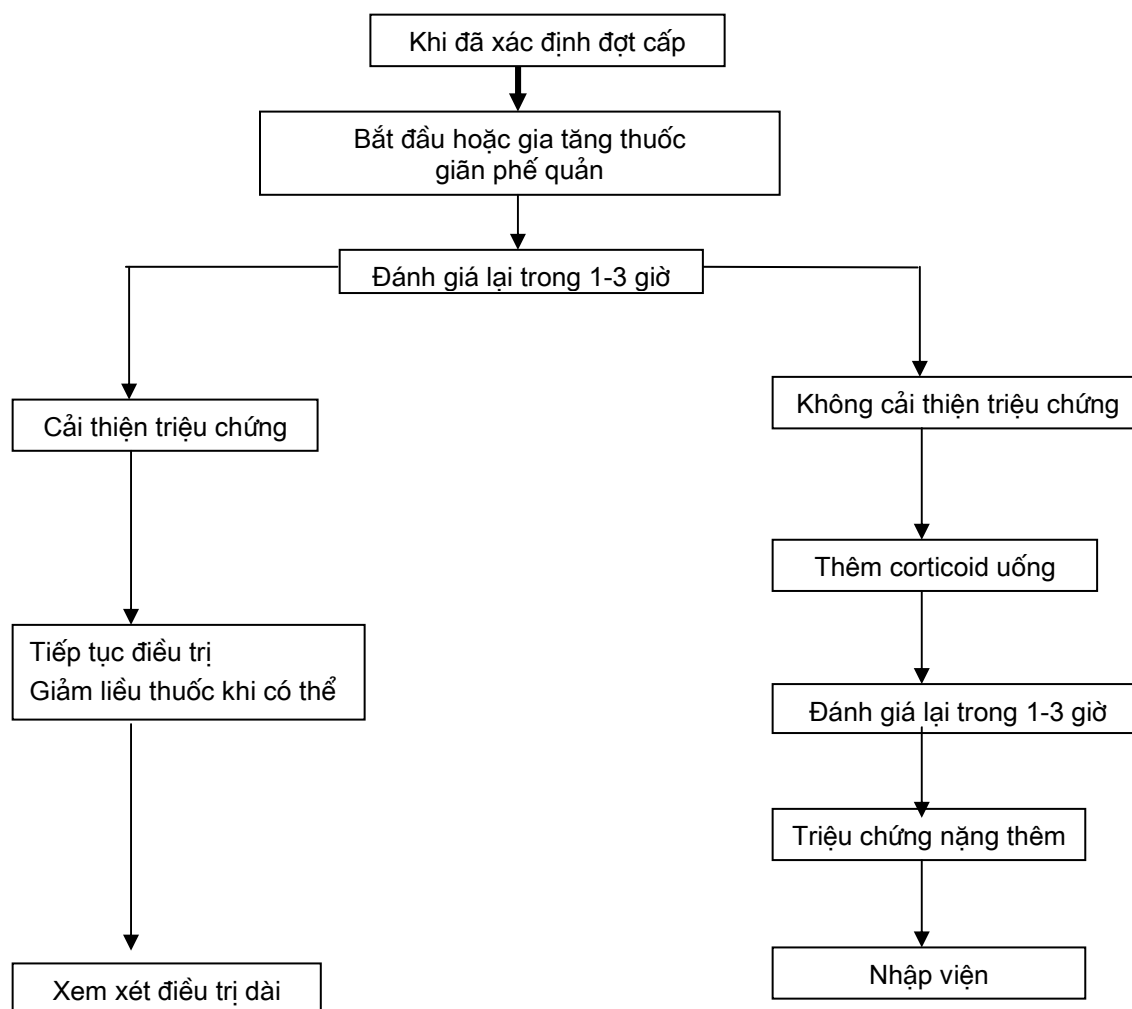 Khi đã xác định đợt cấp
Bắt đầu hoặc gia tăng thuốc
giãn phế quản
Đánh giá lại trong 1-3 giờ
Cải thiện triệu chứng
Không cải thiện triệu chứng
Thêm corticoid uống
Tiếp tục điều trị
Giảm liều thuốc khi có thể
Đánh giá lại trong 1-3 giờ
Triệu chứng nặng thêm
Nhập viện
Xem xét điều trị dài